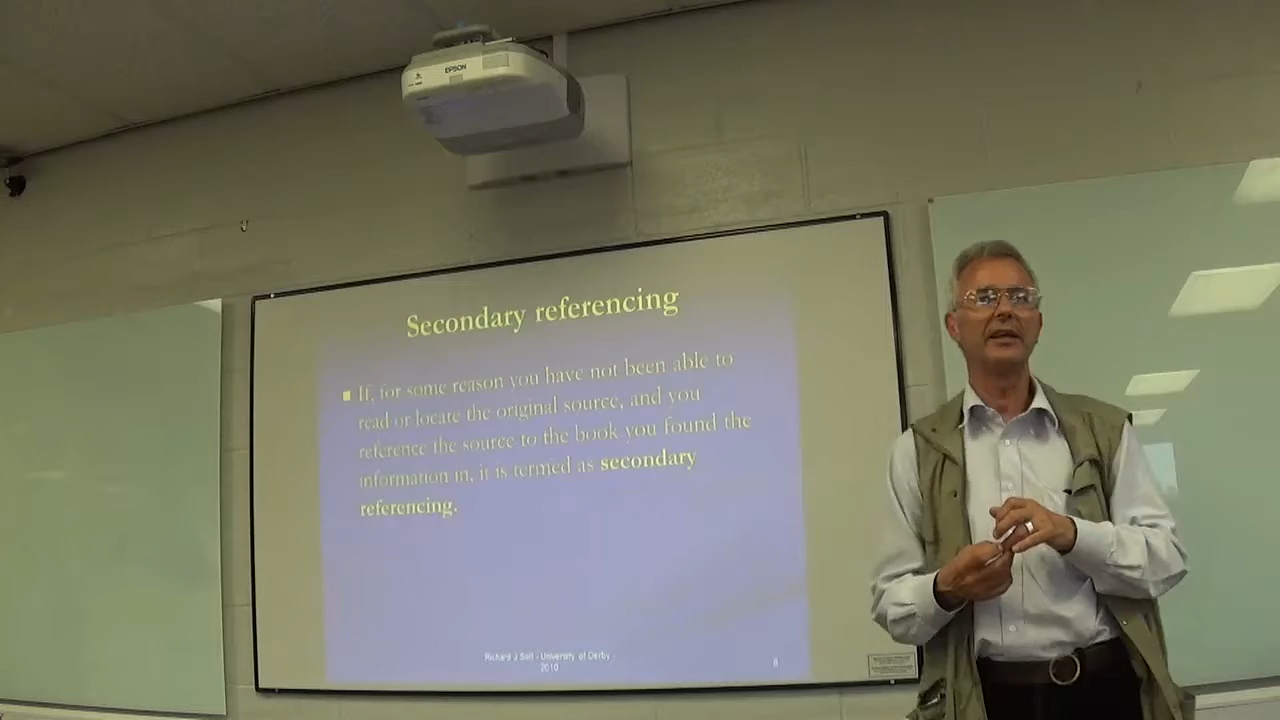 EPSON
Secondary referencing
If, for some reason you have not been able to
read or locate the original source, and you
reference the source to the book you found the
information in, it is termed as secondary
referencing.
Richard J Self - University of Derby -
2010
8